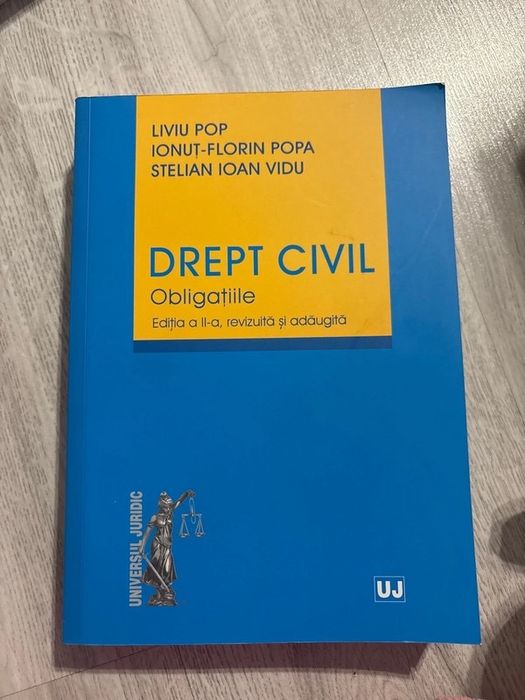 LIVIU POP
IONUȚ-FLORIN POPA
STELIAN IOAN VIDU
DREPT CIVIL
Obligațiile
Ediția a II-a, revizuită și adăugită
UNIVERSUL JURIDIC
UJ